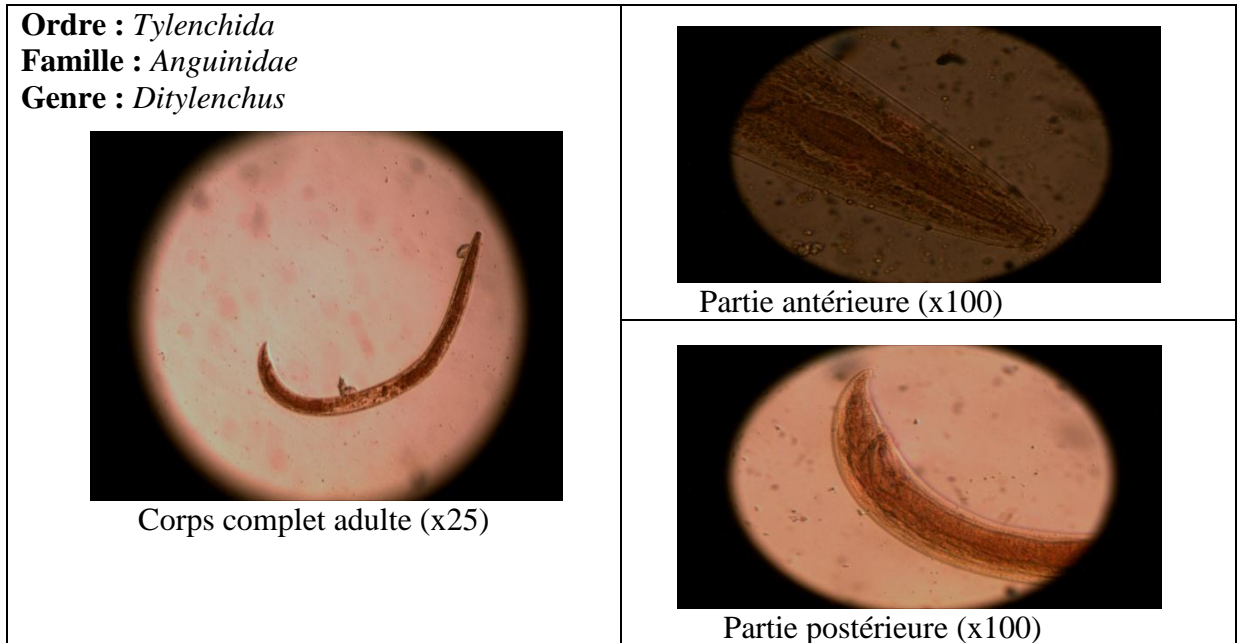 Ordre : Tylenchida
Famille : Anguinidae
Genre : Ditylenchus
Corps complet adulte (x25)
Partie antérieure (x100)
Partie postérieure (x100)